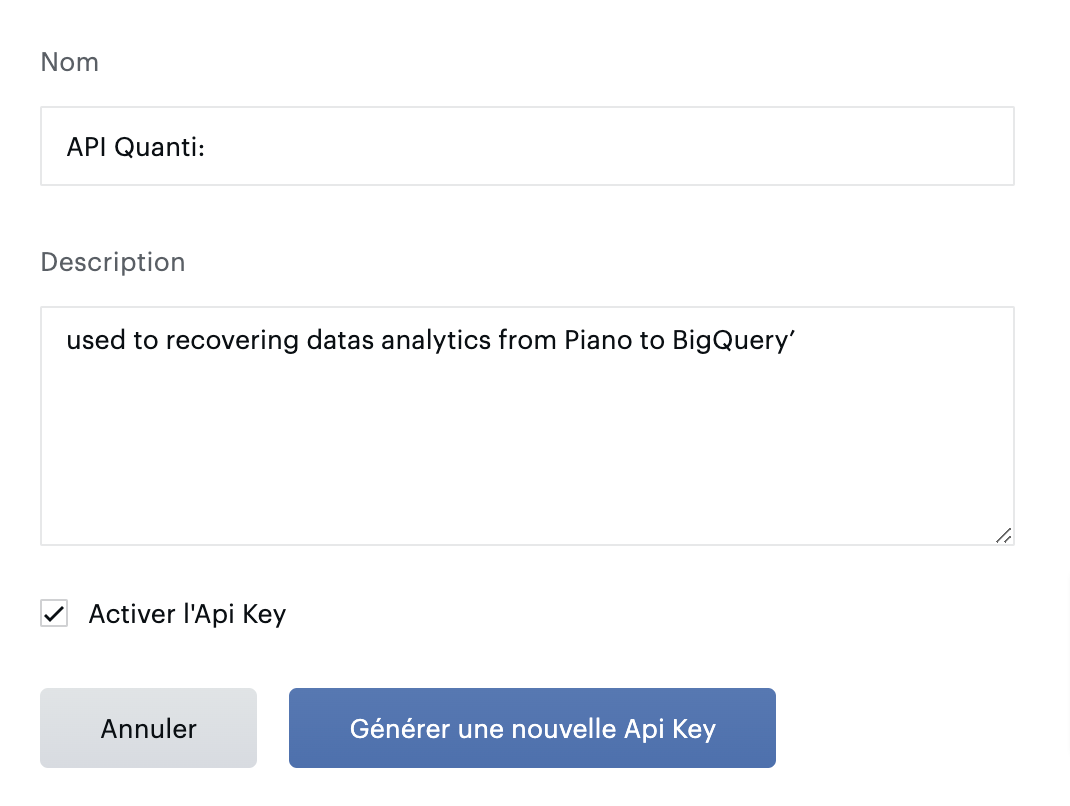 Nom
API Quanti:
Description
used to recovering datas analytics from Piano to BigQuery’
Activer l'Api Key
Annuler
Générer une nouvelle Api Key